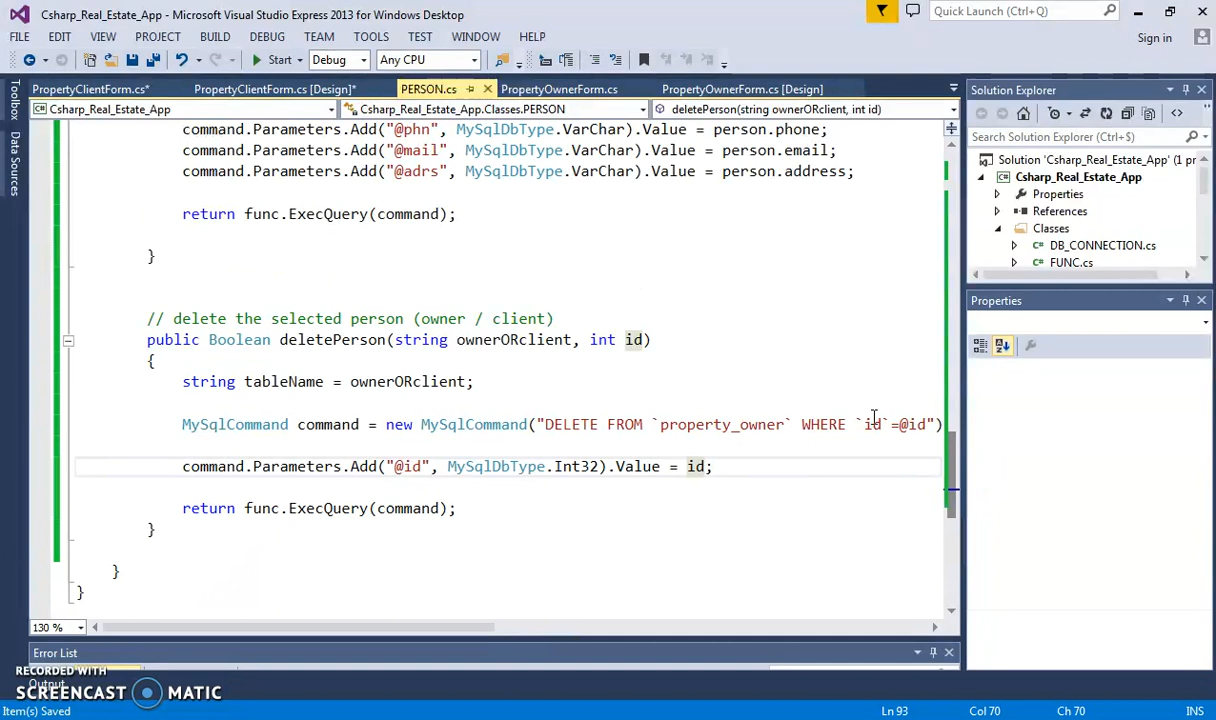 Csharp_Real_Estate_App - Microsoft Visual Studio Express 2013 for Windows Desktop
Quick Launch (Ctrl+Q)
FILE EDIT VIEW PROJECT BUILD DEBUG TEAM TOOLS TEST WINDOW HELP
Sign in
Start Debug Any CPU
Toolbox
Data Sources
PropertyClientForm.cs* PropertyClientForm.cs [Design]* PERSON.cs PropertyOwnerForm.cs PropertyOwnerForm.cs [Design]
Csharp_Real_Estate_App Csharp_Real_Estate_App.Classes.PERSON deletePerson(string ownerORclient, int id)
command.Parameters.Add("@phn", MySqlDbType.VarChar).Value = person.phone;
command.Parameters.Add("@mail", MySqlDbType.VarChar).Value = person.email;
command.Parameters.Add("@adrs", MySqlDbType.VarChar).Value = person.address;
return func.ExecQuery(command);
}
// delete the selected person (owner / client)
public Boolean deletePerson(string ownerORclient, int id)
{
string tableName = ownerORclient;
MySqlCommand command = new MySqlCommand("DELETE FROM `property_owner` WHERE `id`=@id")
command.Parameters.Add("@id", MySqlDbType.Int32).Value = id;
return func.ExecQuery(command);
}
}
}
130 %
Error List
Output
Solution Explorer
Search Solution Explorer (Ctrl+$)
Solution 'Csharp_Real_Estate_App' (1 pr
Csharp_Real_Estate_App
Properties
References
Classes
DB_CONNECTION.cs
FUNC.cs
Properties
RECORDED WITH
SCREENCAST MATIC
Item(s) Saved Ln 93 Col 70 Ch 70 INS